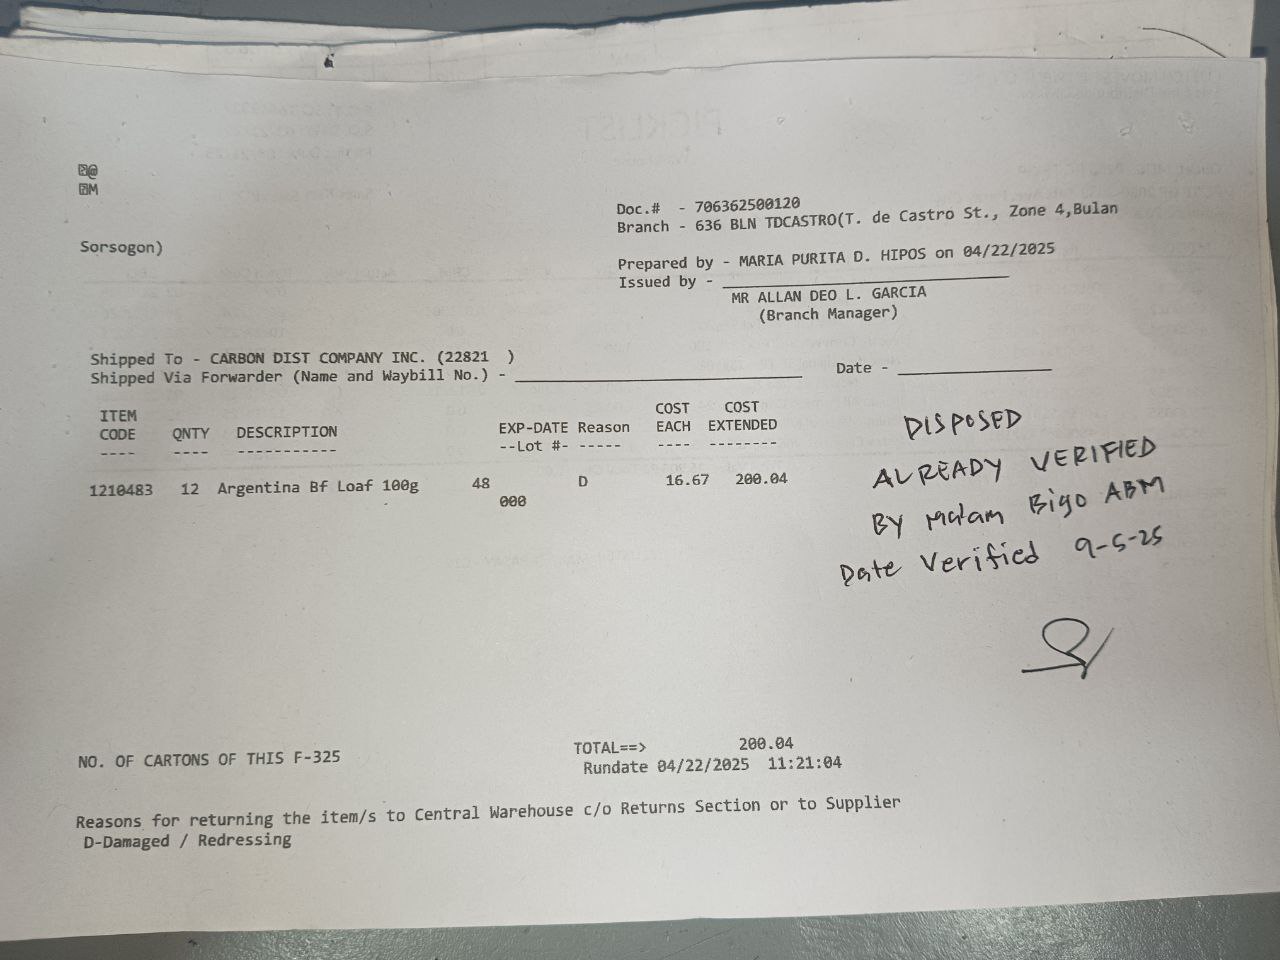 @
M
Doc.# - 706362500120
Branch - 636 BLN TDCASTRO(T. de Castro St., Zone 4,Bulan
Sorsogon)
Prepared by - MARIA PURITA D. HIPOS on 04/22/2025
Issued by -
MR ALLAN DEO L. GARCIA
(Branch Manager)
Shipped To - CARBON DIST COMPANY INC. (22821 )
Shipped Via Forwarder (Name and Waybill No.) - Date -
ITEM COST COST
CODE QNTY DESCRIPTION EXP-DATE Reason EACH EXTENDED
---- ---- ----------- --Lot #- ----- ---- --------
1210483 12 Argentina Bf Loaf 100g 48 D 16.67 200.04
000
DISPOSED
ALREADY VERIFIED
BY Madam Bigo ABM
Date Verified 9-5-25
NO. OF CARTONS OF THIS F-325 TOTAL==> 200.04
Rundate 04/22/2025 11:21:04
Reasons for returning the item/s to Central Warehouse c/o Returns Section or to Supplier
D-Damaged / Redressing